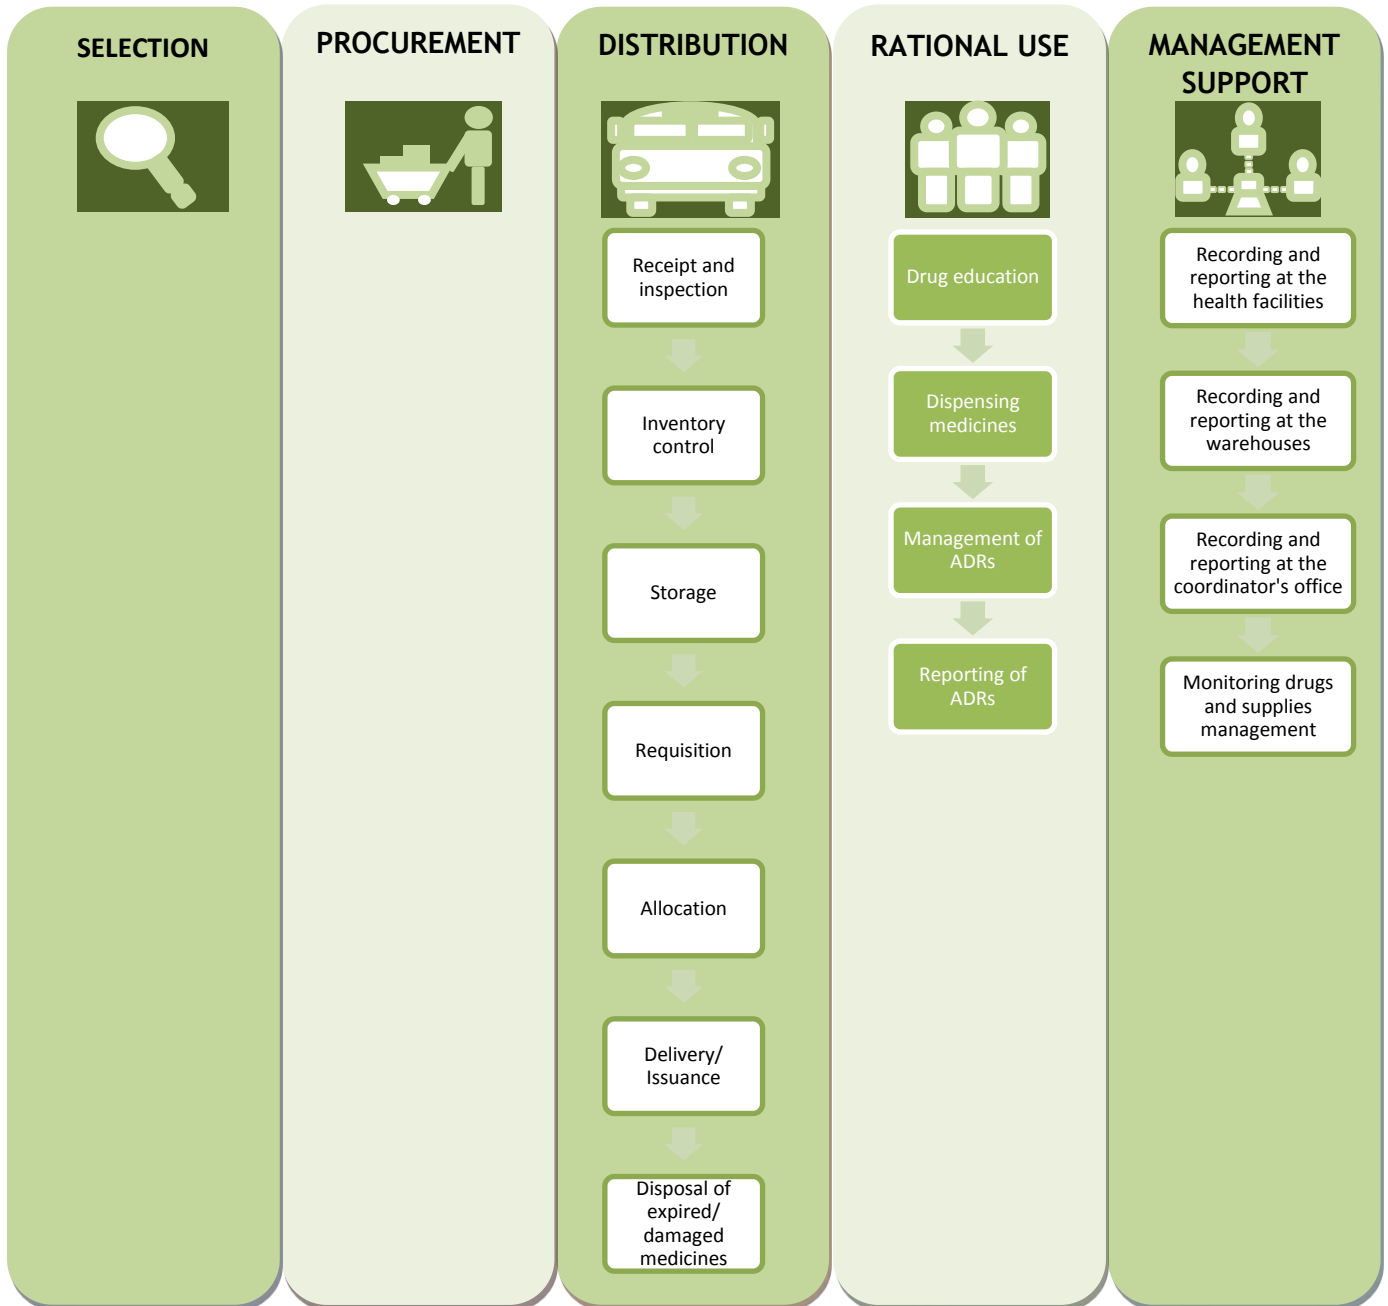 SELECTION
PROCUREMENT
DISTRIBUTION
Receipt and
inspection
Inventory
control
Storage
Requisition
Allocation
Delivery/
Issuance
Disposal of
expired/
damaged
medicines
RATIONAL USE
Drug education
Dispensing
medicines
Management of
ADRs
Reporting of
ADRs
MANAGEMENT
SUPPORT
Recording and
reporting at the
health facilities
Recording and
reporting at the
warehouses
Recording and
reporting at the
coordinator's office
Monitoring drugs
and supplies
management